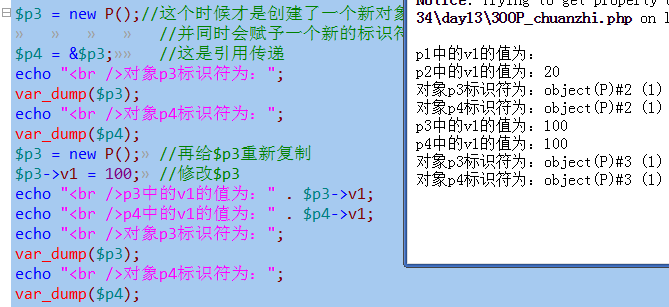 $p3 = new P();//这个时候才是创建了一个新对
» » » » //并同时会赋予一个新的标识符
$p4 = &$p3;»» //这是引用传递
echo "<br />对象p3标识符为：";
var_dump($p3);
echo "<br />对象p4标识符为：";
var_dump($p4);
$p3 = new P();» //再给$p3重新复制
$p3->v1 = 100;» //修改$p3
echo "<br />p3中的v1的值为：" . $p3->v1;
echo "<br />p4中的v1的值为：" . $p4->v1;
echo "<br />对象p3标识符为：";
var_dump($p3);
echo "<br />对象p4标识符为：";
var_dump($p4);
Notice: Trying to get property
34\day13\3OOP_chuanzhi.php on l
p1中的v1的值为：
p2中的v1的值为：20
对象p3标识符为：object(P)#2 (1)
对象p4标识符为：object(P)#2 (1)
p3中的v1的值为：100
p4中的v1的值为：100
对象p3标识符为：object(P)#3 (1)
对象p4标识符为：object(P)#3 (1)